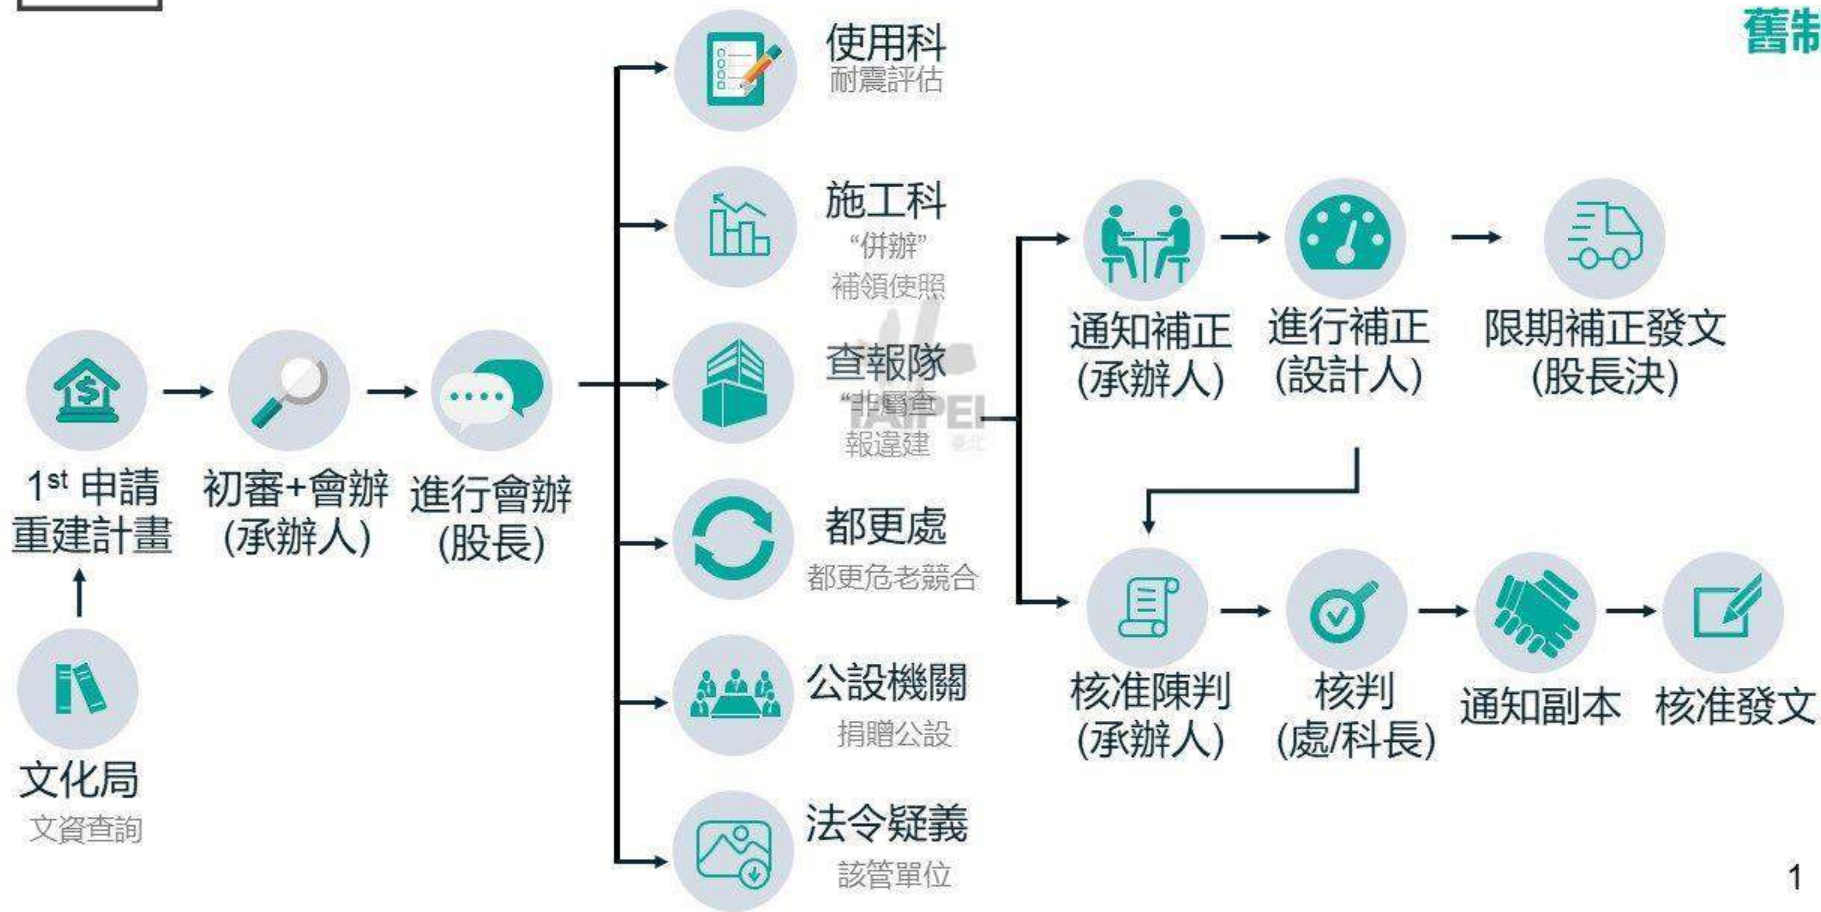 舊制
使用科
耐震評估
施工科
“併辦”
補領使照
查報隊
“非屬查
報違建
TAIPEI
臺北
都更處
都更危老競合
公設機關
捐贈公設
法令疑義
該管單位
1st 申請
重建計畫
初審+會辦
(承辦人)
進行會辦
(股長)
文化局
文資查詢
通知補正
(承辦人)
進行補正
(設計人)
限期補正發文
(股長決)
核准陳判
(承辦人)
核判
(處/科長)
通知副本
核准發文
1